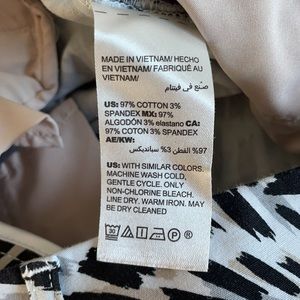 MADE IN VIETNAM/ HECHO
EN VIETNAM/ FABRIQUÉ AU
VIETNAM/
صنع في فيتنام
US: 97% COTTON 3%
SPANDEX MX: 97%
ALGODÓN 3% elastano CA:
97% COTTON 3% SPANDEX
AE/KW:
97% القطن 3% سبانديكس
US: WITH SIMILAR COLORS.
MACHINE WASH COLD,
GENTLE CYCLE. ONLY
NON-CHLORINE BLEACH.
LINE DRY. WARM IRON. MAY
BE DRY CLEANED
30
P